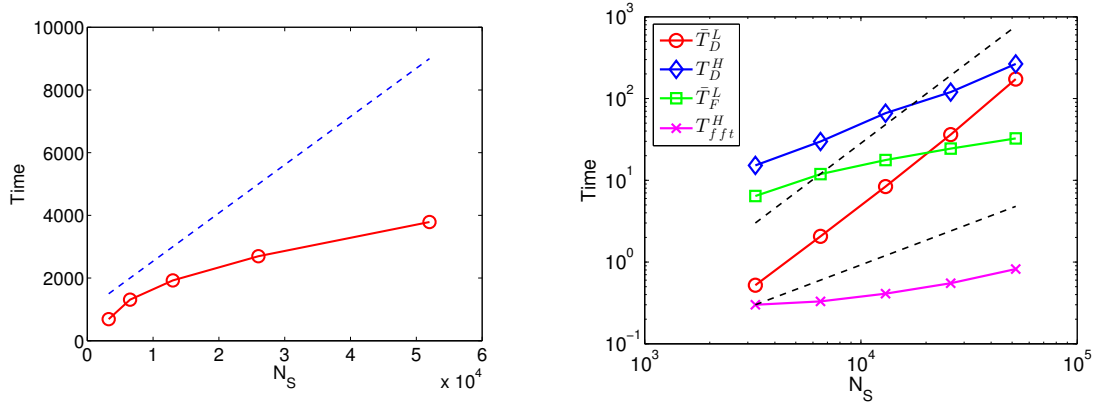 10000
8000
6000
4000
2000
0
Time
0 1 2 3 4 5 6
x 10^4
N_S
10^3
10^2
10^1
10^0
10^-1
Time
T̄_D^L
T_D^H
T̄_F^L
T_fft^H
10^3 10^4 10^5
N_S